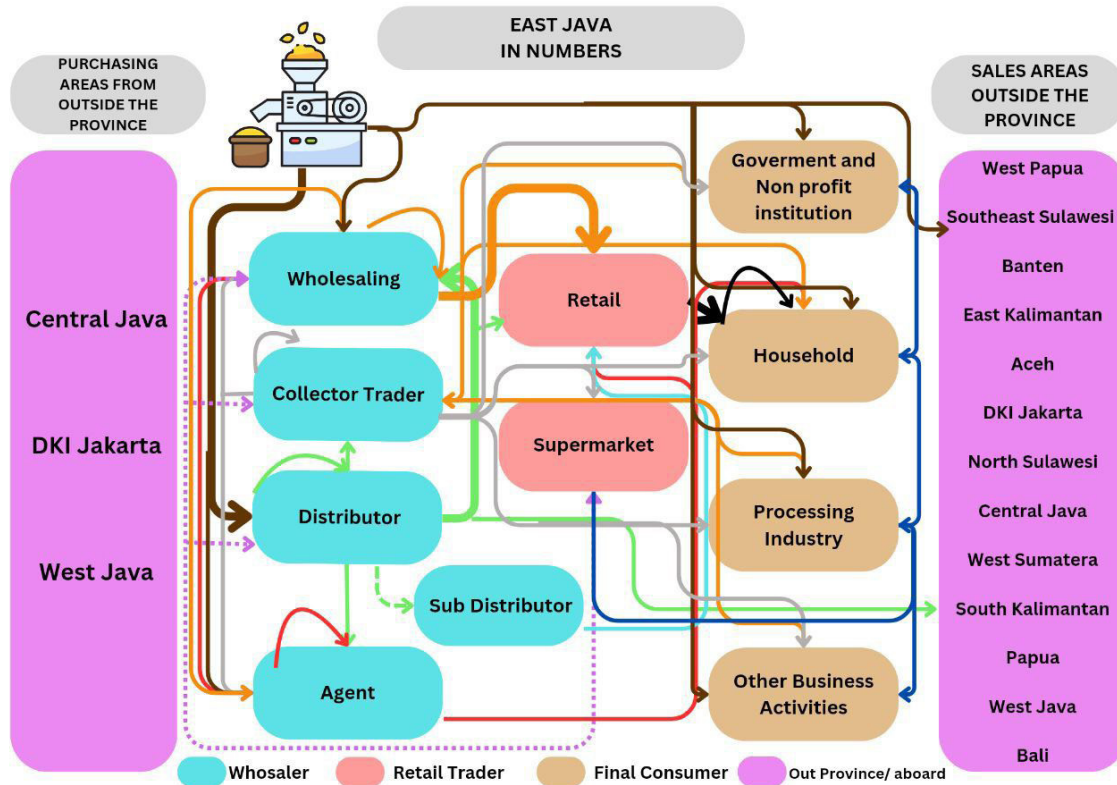 EAST JAVA
IN NUMBERS
PURCHASING
AREAS FROM
OUTSIDE THE
PROVINCE
SALES AREAS
OUTSIDE THE
PROVINCE
Central Java
DKI Jakarta
West Java
Wholesaling
Collector Trader
Distributor
Sub Distributor
Agent
Retail
Supermarket
Goverment and
Non profit
institution
Household
Processing
Industry
Other Business
Activities
West Papua
Southeast Sulawesi
Banten
East Kalimantan
Aceh
DKI Jakarta
North Sulawesi
Central Java
West Sumatera
South Kalimantan
Papua
West Java
Bali
Whosaler
Retail Trader
Final Consumer
Out Province/ aboard